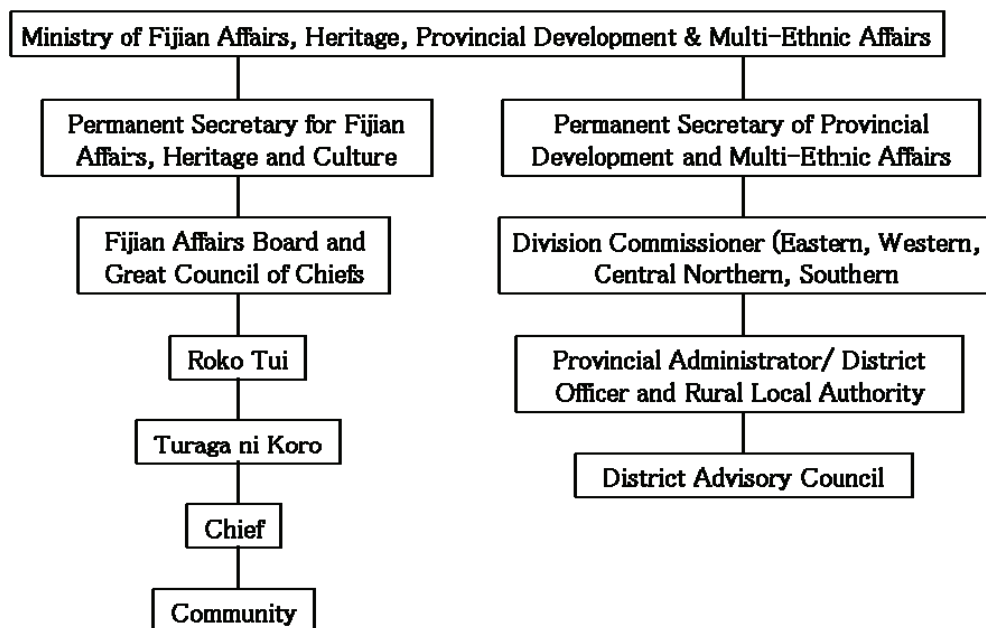 Ministry of Fijian Affairs, Heritage, Provincial Development & Multi-Ethnic Affairs
Permanent Secretary for Fijian
Affairs, Heritage and Culture
Fijian Affairs Board and
Great Council of Chiefs
Roko Tui
Turaga ni Koro
Chief
Community
Permanent Secretary of Provincial
Development and Multi-Ethnic Affairs
Division Commissioner (Eastern, Western,
Central Northern, Southern
Provincial Administrator/ District
Officer and Rural Local Authority
District Advisory Council